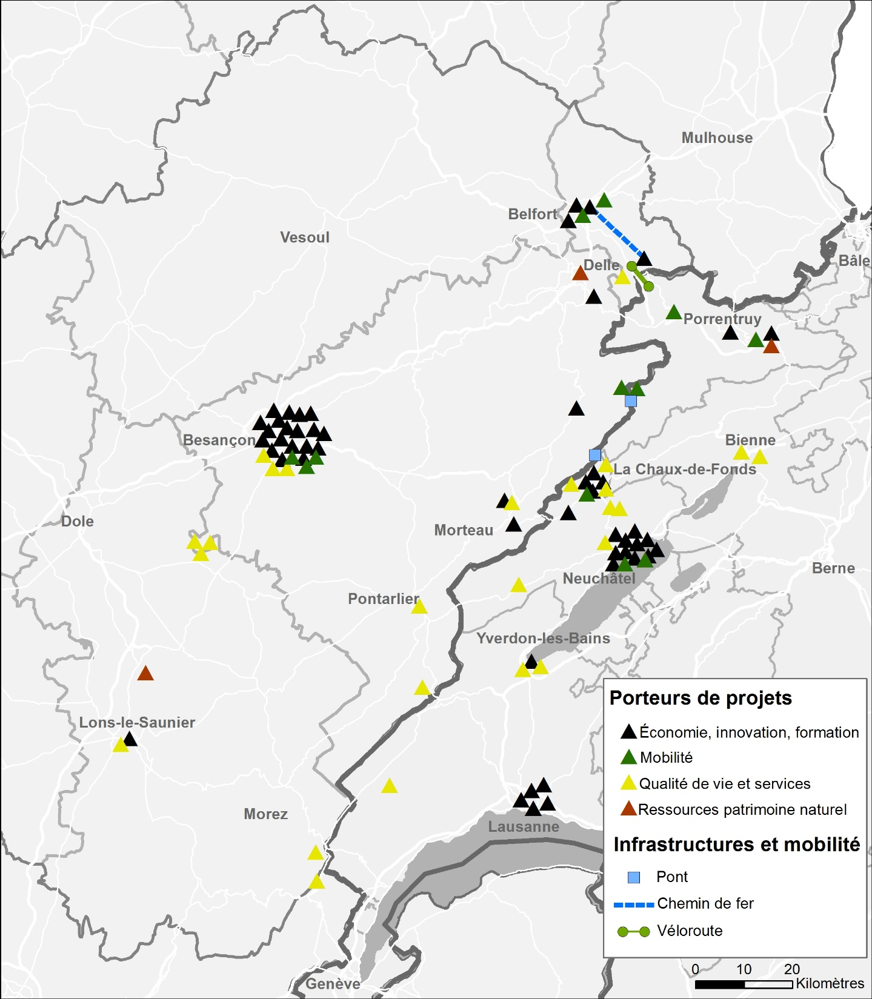 Mulhouse
Belfort
Vesoul
Delle
Bâle
Porrentruy
Besançon
Bienne
La Chaux-de-Fonds
Dole
Morteau
Berne
Neuchâtel
Pontarlier
Yverdon-les-Bains
Lons-le-Saunier
Morez
Lausanne
Genève
Porteurs de projets
Économie, innovation, formation
Mobilité
Qualité de vie et services
Ressources patrimoine naturel
Infrastructures et mobilité
Pont
Chemin de fer
Véloroute
0 10 20
Kilomètres